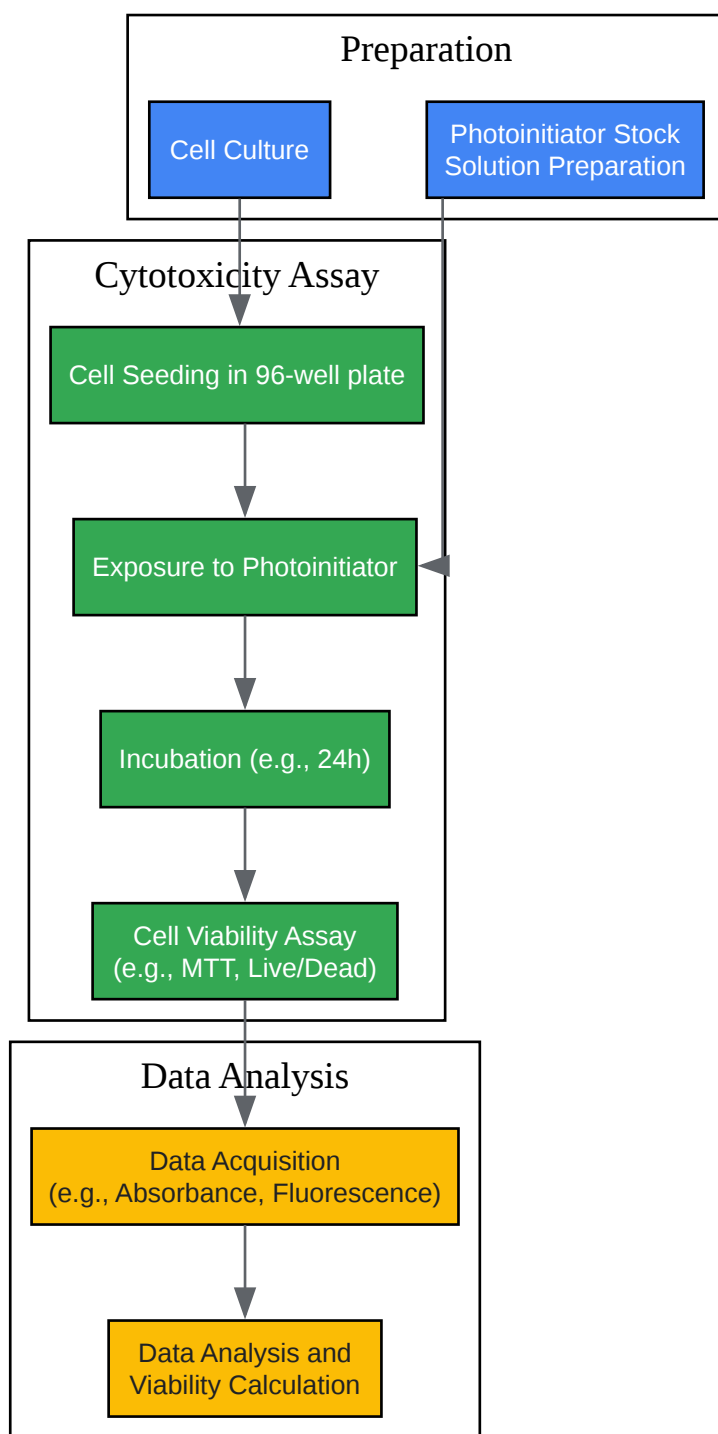 Preparation
Cell Culture
Photoinitiator Stock
Solution Preparation
Cytotoxicity Assay
Cell Seeding in 96-well plate
Exposure to Photoinitiator
Incubation (e.g., 24h)
Cell Viability Assay
(e.g., MTT, Live/Dead)
Data Analysis
Data Acquisition
(e.g., Absorbance, Fluorescence)
Data Analysis and
Viability Calculation